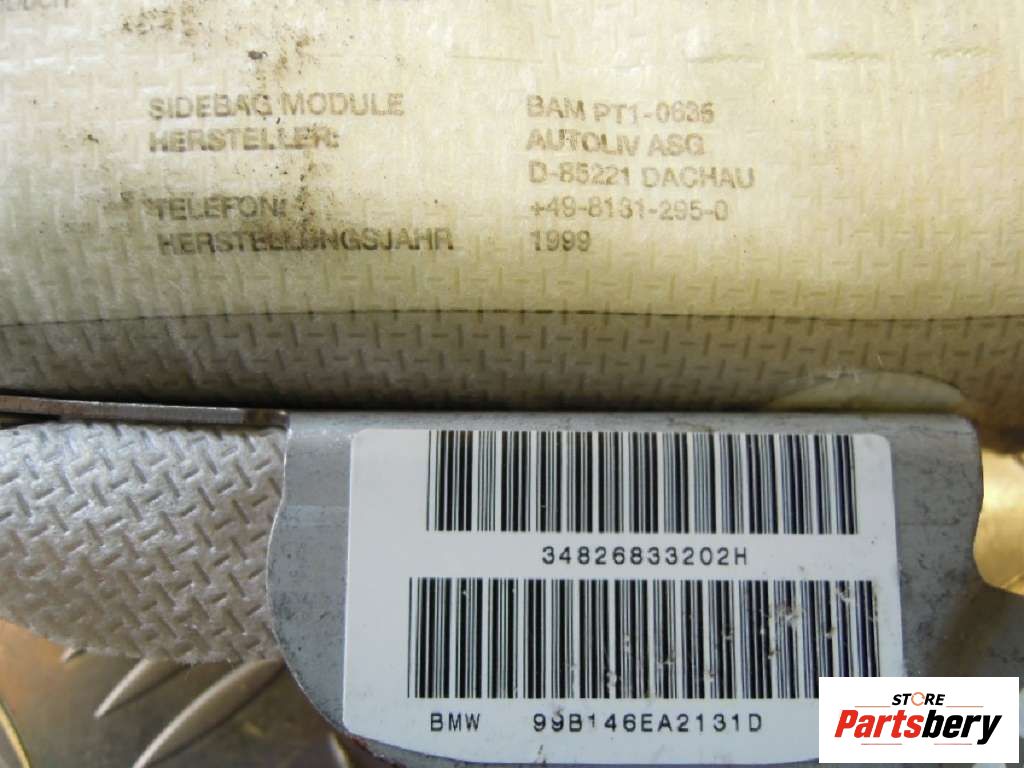 SIDEBAG MODULE BAM PT1-0635
HERSTELLER: AUTOLIV ASG
D-85221 DACHAU
TELEFON: +49-8131-295-0
HERSTELLUNGSJAHR 1999
34826833202H
BMW 99B146EA2131D
STORE
Partsbery